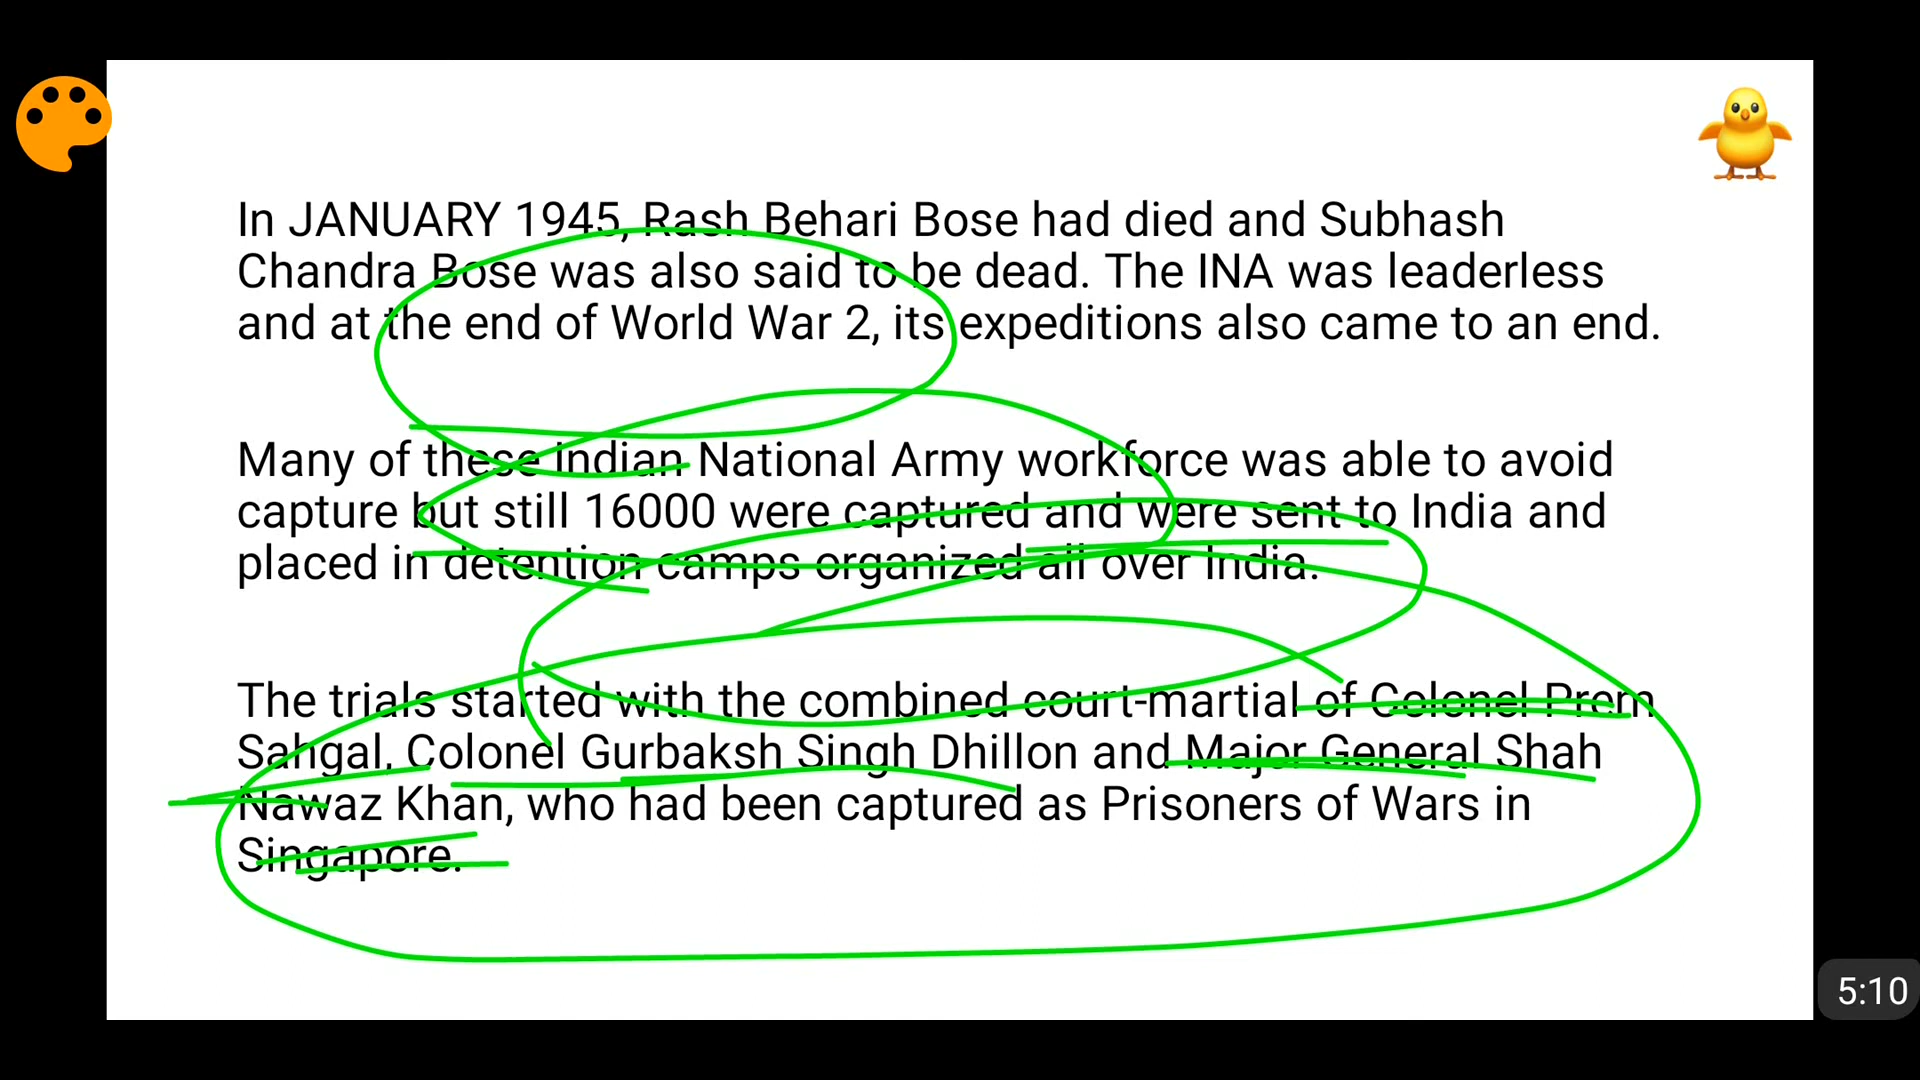 In JANUARY 1945, Rash Behari Bose had died and Subhash
Chandra Bose was also said to be dead. The INA was leaderless
and at the end of World War 2, its expeditions also came to an end.
Many of these Indian National Army workforce was able to avoid
capture but still 16000 were captured and were sent to India and
placed in detention camps organized all over India.
The trials started with the combined court-martial of Colonel Prem
Sahgal, Colonel Gurbaksh Singh Dhillon and Major General Shah
Nawaz Khan, who had been captured as Prisoners of Wars in
Singapore.
5:10